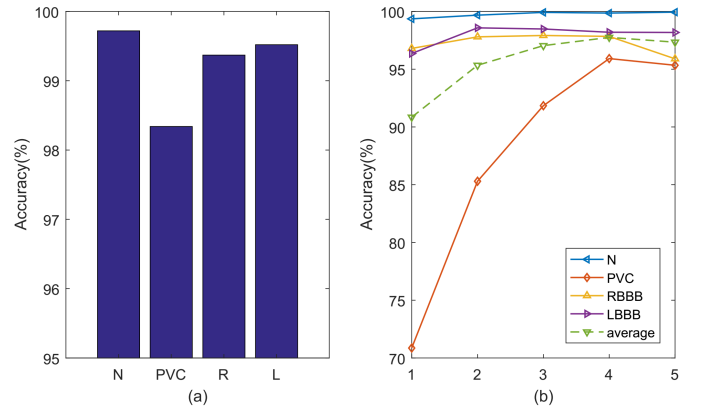 100
99
98
97
96
95
Accuracy(%)
N PVC R L
(a)
100
95
90
85
80
75
70
Accuracy(%)
N
PVC
RBBB
LBBB
average
1 2 3 4 5
(b)